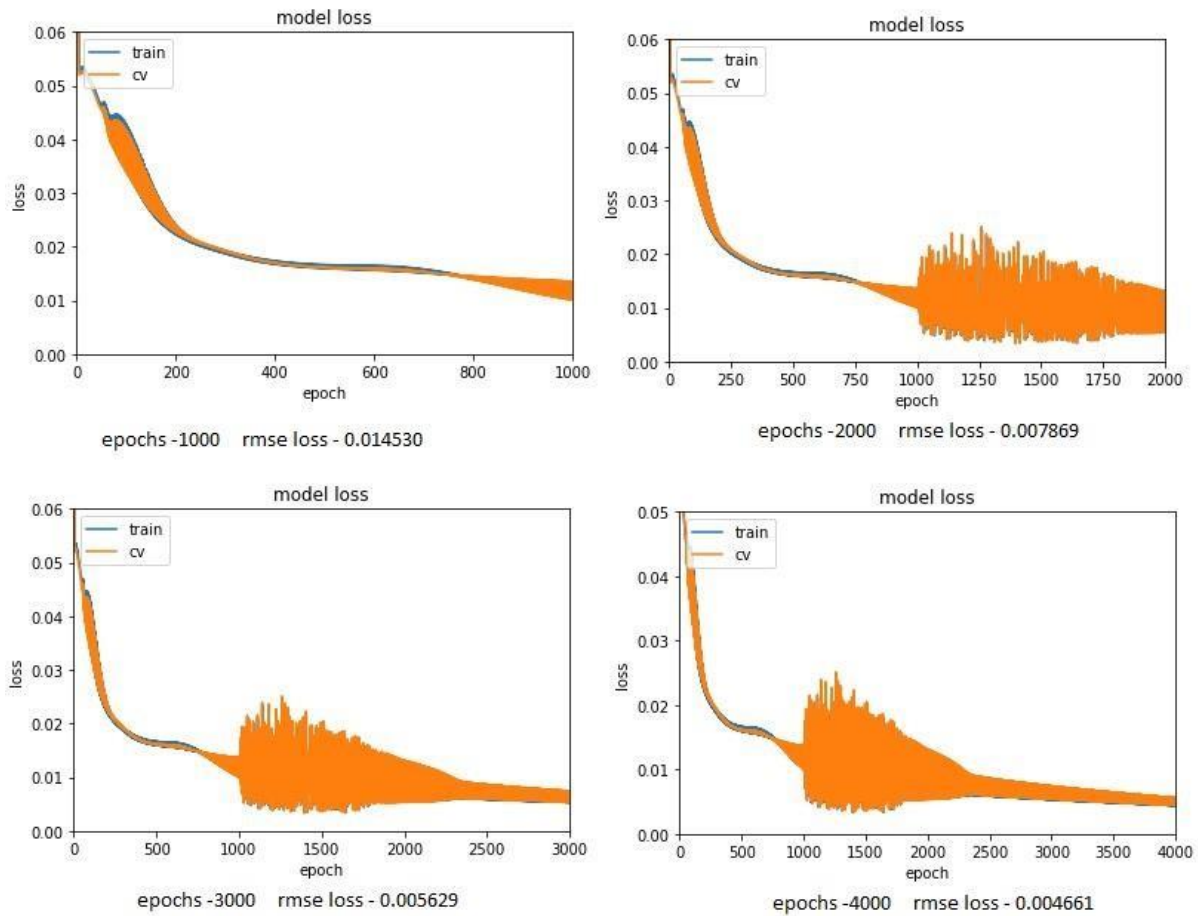 model loss
0.06
0.05
0.04
0.03
0.02
0.01
0.00
loss
train
cv
0 200 400 600 800 1000
epoch
epochs -1000 rmse loss - 0.014530
model loss
0.06
0.05
0.04
0.03
0.02
0.01
0.00
loss
train
cv
0 250 500 750 1000 1250 1500 1750 2000
epoch
epochs -2000 rmse loss - 0.007869
model loss
0.06
0.05
0.04
0.03
0.02
0.01
0.00
loss
train
cv
0 500 1000 1500 2000 2500 3000
epoch
epochs -3000 rmse loss - 0.005629
model loss
0.05
0.04
0.03
0.02
0.01
0.00
loss
train
cv
0 500 1000 1500 2000 2500 3000 3500 4000
epoch
epochs -4000 rmse loss - 0.004661